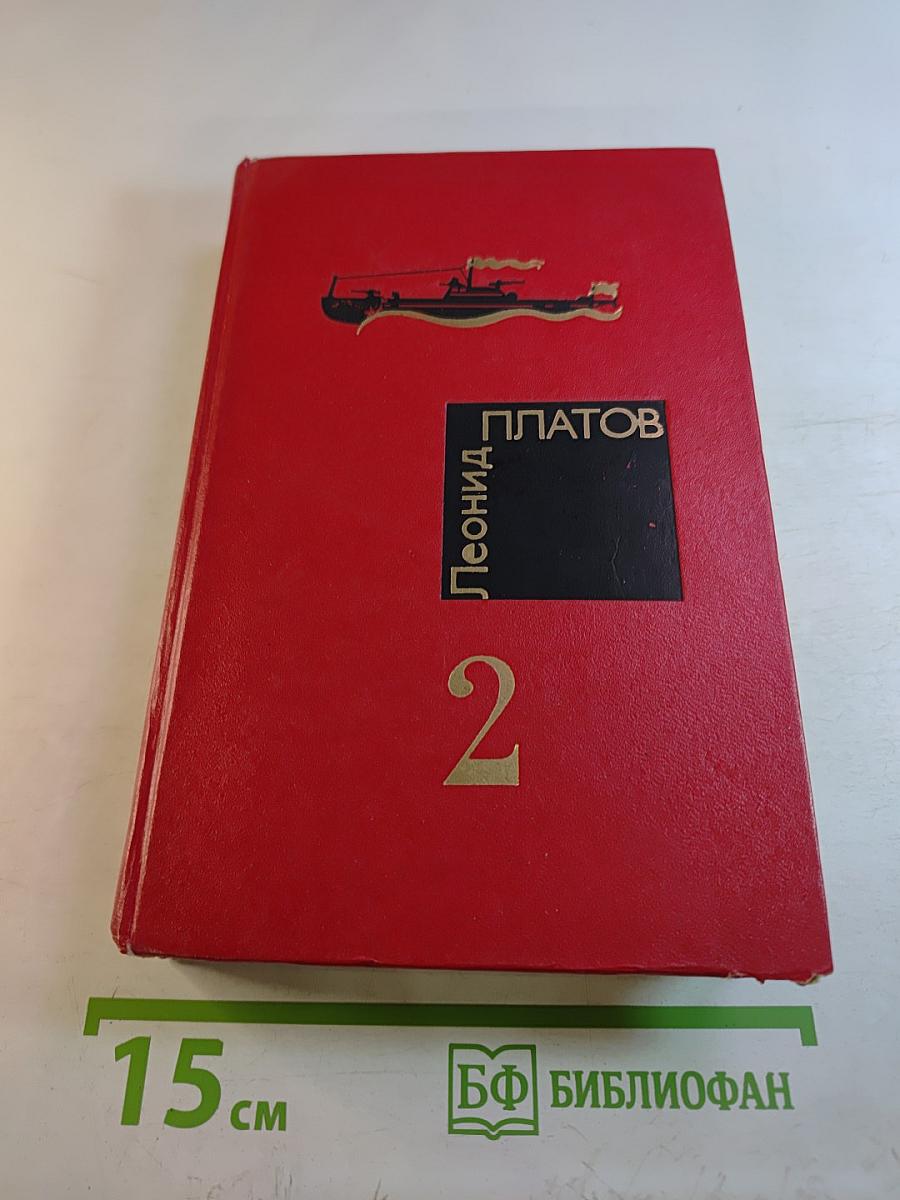 Леонид
ПЛАТОВ
2
15 см
БФ БИБЛИОФАН